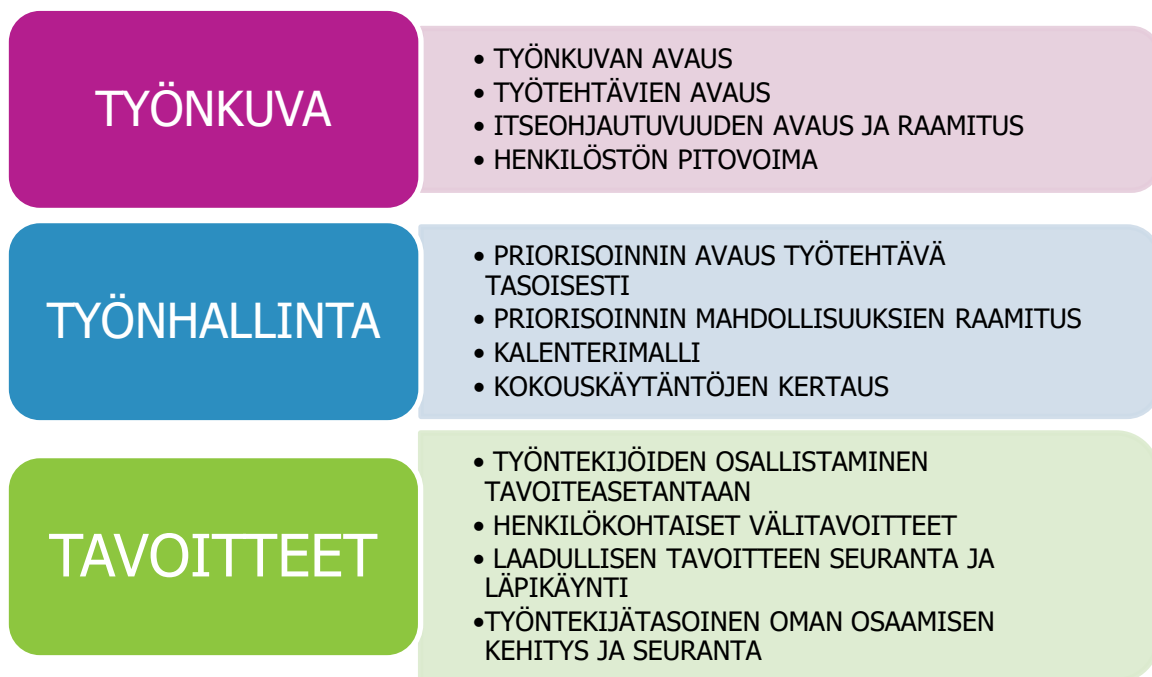 TYÖNKUVA
• TYÖNKUVAN AVAUS
• TYÖTEHTÄVIEN AVAUS
• ITSEOHJAUTUVUUDEN AVAUS JA RAAMITUS
• HENKILÖSTÖN PITOVOIMA
TYÖNHALLINTA
• PRIORISOINNIN AVAUS TYÖTEHTÄVÄ
TASOISESTI
• PRIORISOINNIN MAHDOLLISUUKSIEN RAAMITUS
• KALENTERIMALLI
• KOKOUSKÄYTÄNTÖJEN KERTAUS
TAVOITTEET
• TYÖNTEKIJÖIDEN OSALLISTAMINEN
TAVOITEASETANTAAN
• HENKILÖKOHTAISET VÄLITAVOITTEET
• LAADULLISEN TAVOITTEEN SEURANTA JA
LÄPIKÄYNTI
•TYÖNTEKIJÄTASOINEN OMAN OSAAMISEN
KEHITYS JA SEURANTA